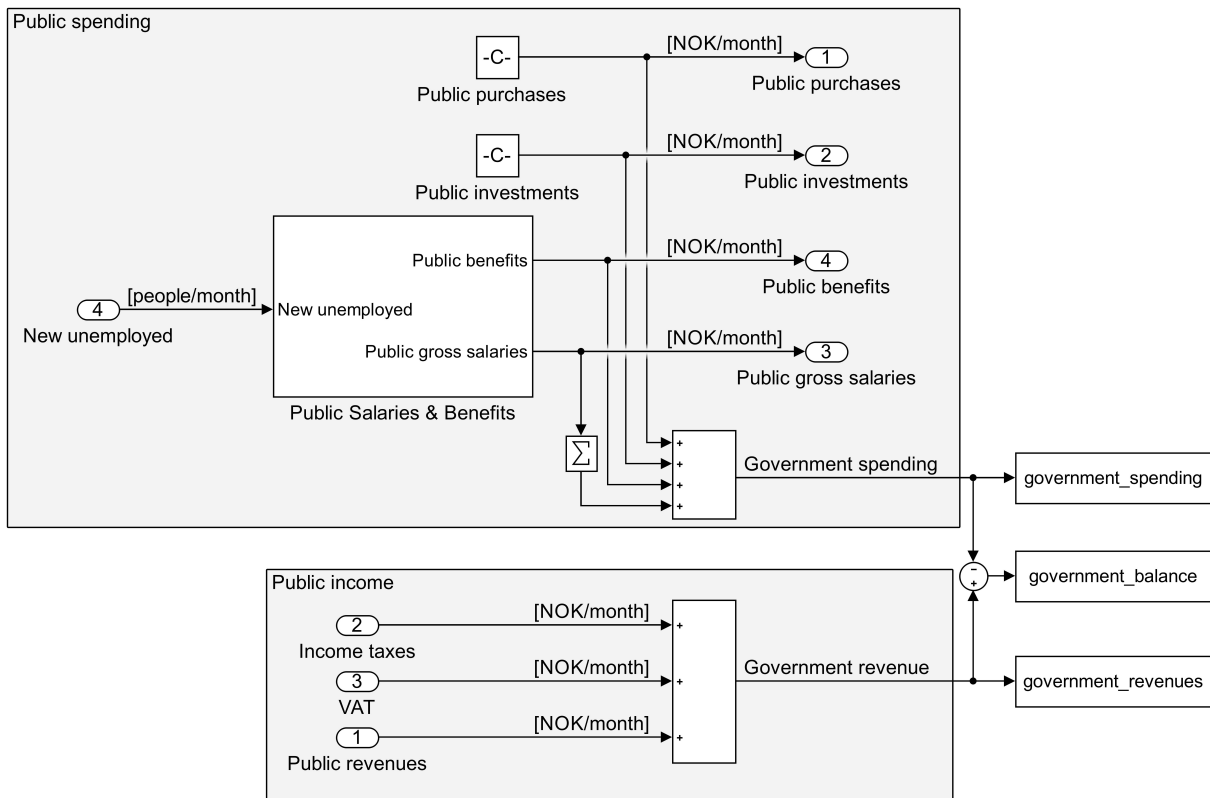 Public spending
-C-
[NOK/month]
1
Public purchases
Public purchases
-C-
[NOK/month]
2
Public investments
Public investments
Public benefits
[NOK/month]
4
Public benefits
4
[people/month]
New unemployed
New unemployed
Public gross salaries
[NOK/month]
3
Public gross salaries
Public Salaries & Benefits
Σ
+
+
+
+
Government spending
government_spending
-
+
government_balance
Public income
2
[NOK/month]
+
Income taxes
3
[NOK/month]
+
VAT
1
[NOK/month]
+
Public revenues
Government revenue
government_revenues